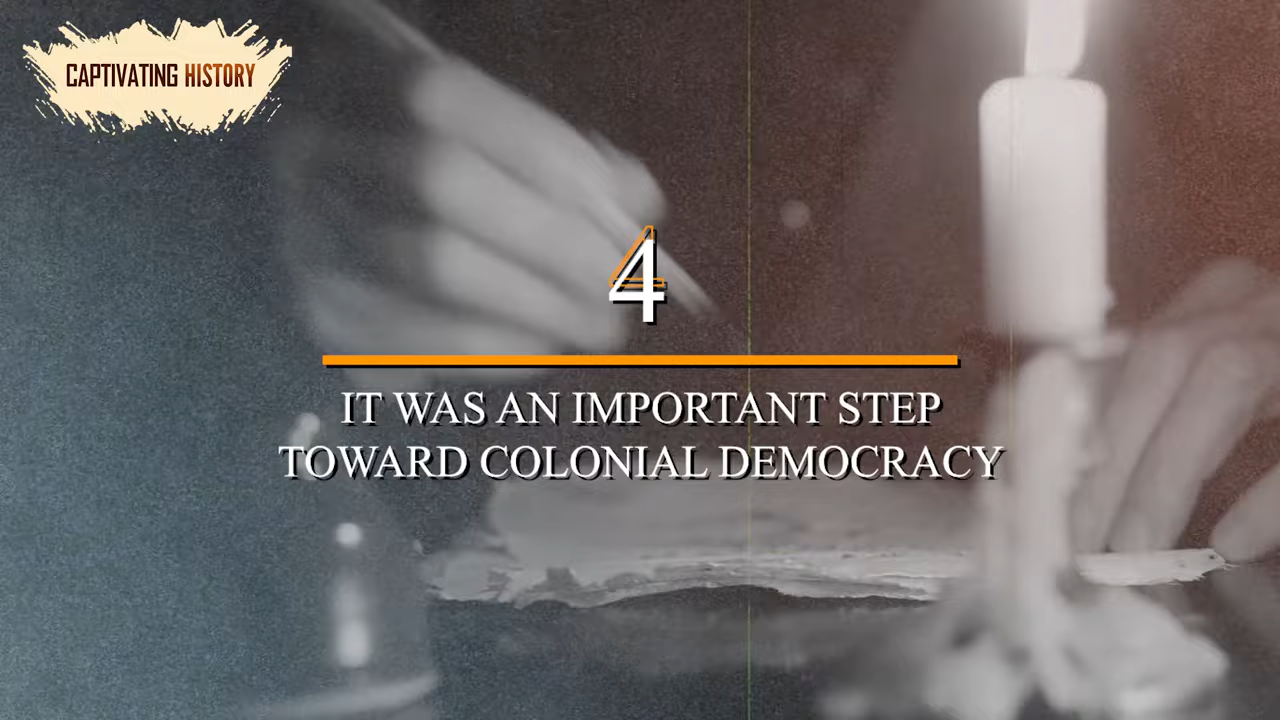 CAPTIVATING HISTORY
4
IT WAS AN IMPORTANT STEP
TOWARD COLONIAL DEMOCRACY